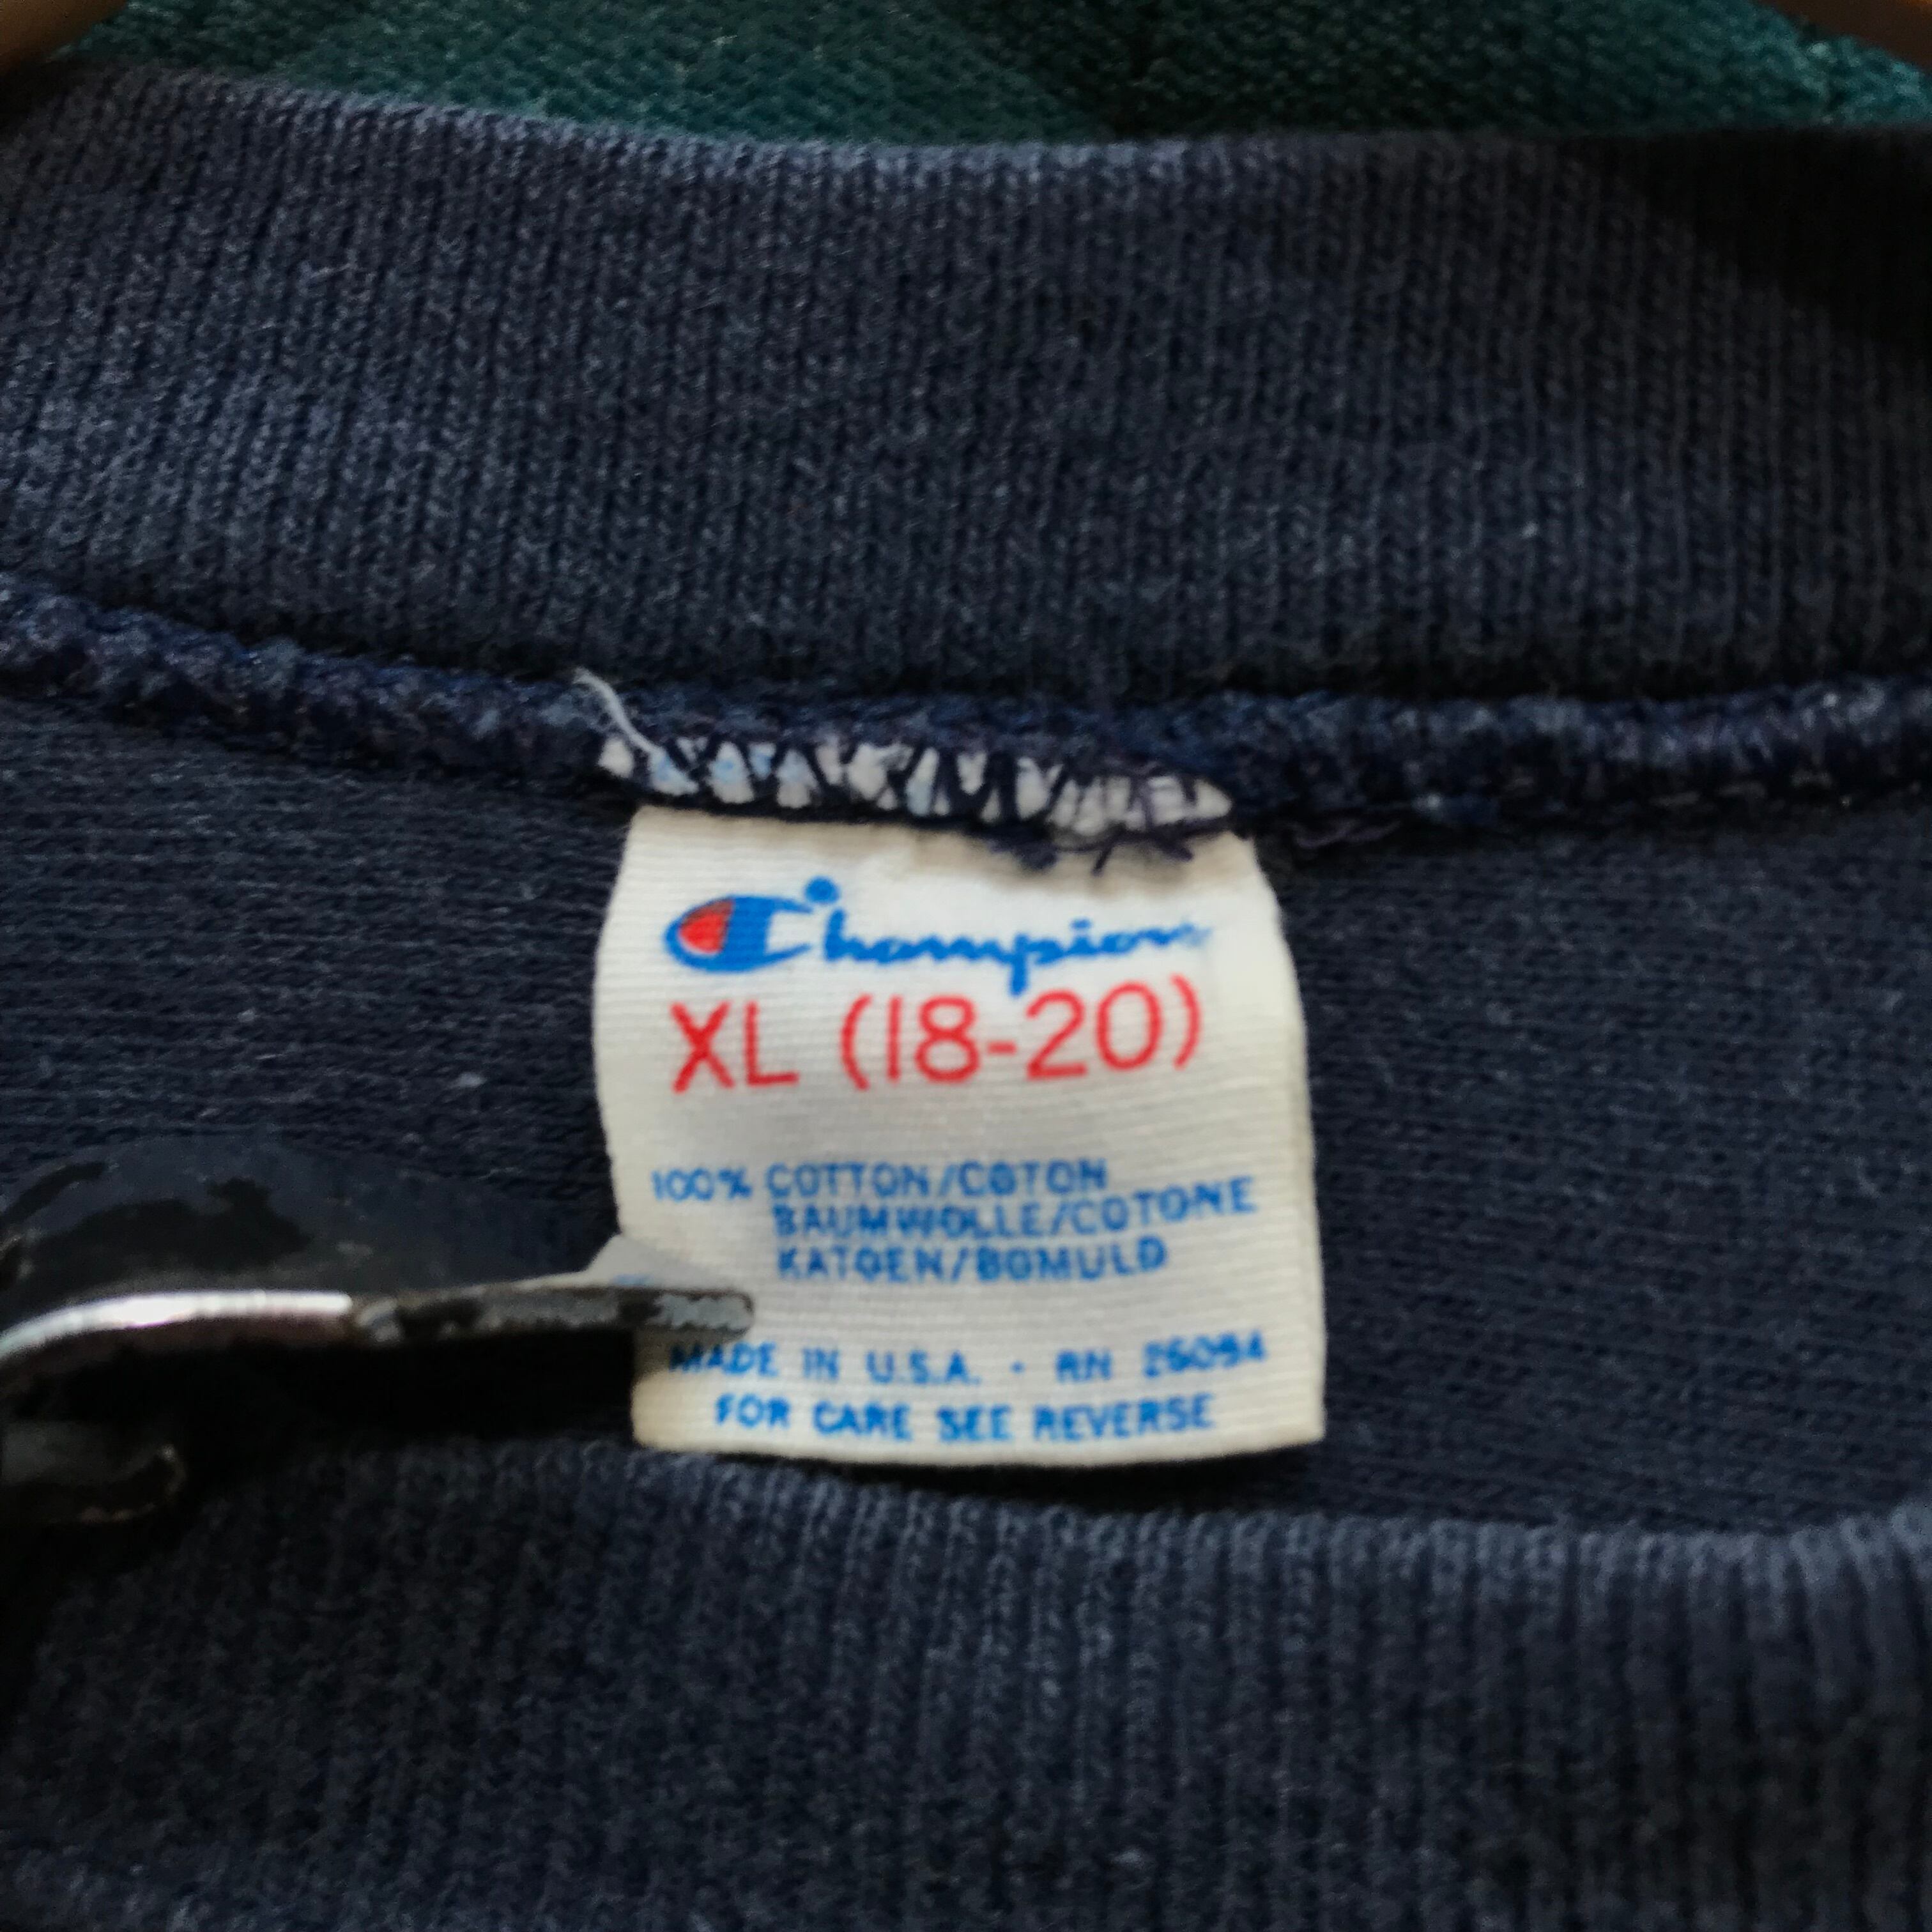 Champion
XL (18-20)
100% COTTON/COTON
BAUMWOLLE/COTONE
KATOEN/BOMULD
MADE IN U.S.A. · RN 26094
FOR CARE SEE REVERSE